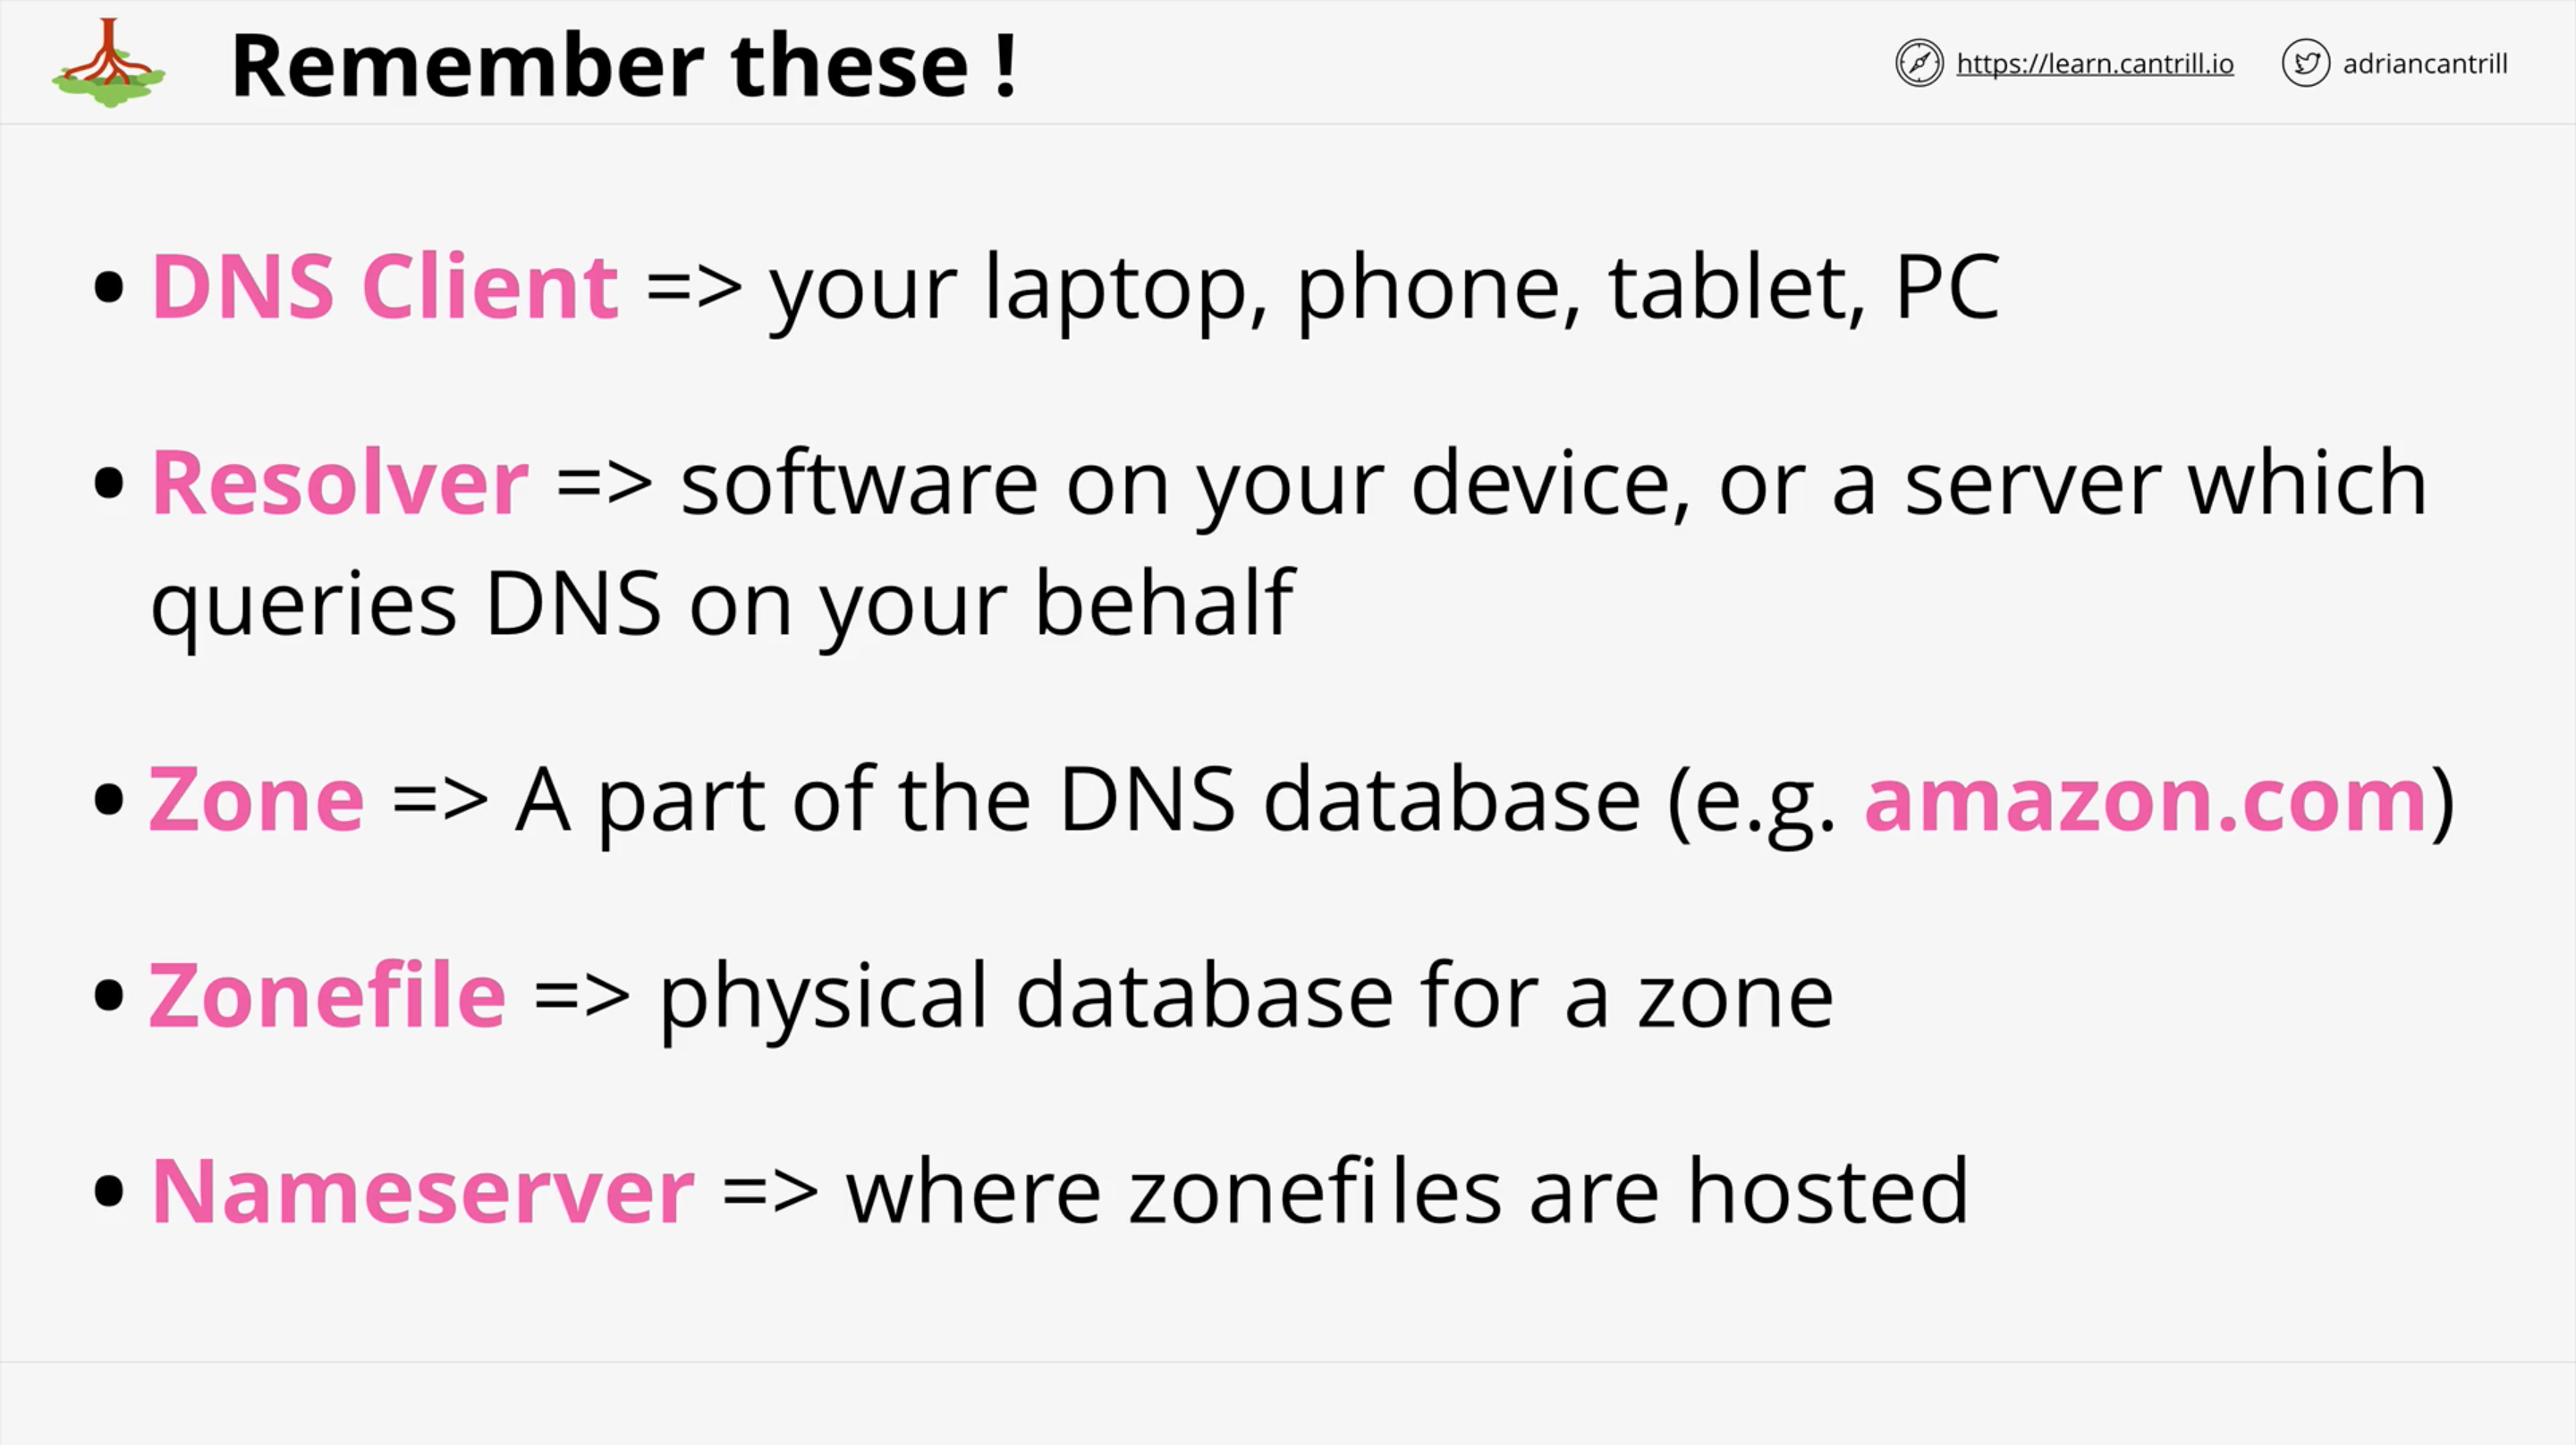 Remember these !
https://learn.cantrill.io
adriancantrill
• DNS Client => your laptop, phone, tablet, PC
• Resolver => software on your device, or a server which
queries DNS on your behalf
• Zone => A part of the DNS database (e.g. amazon.com)
• Zonefile => physical database for a zone
• Nameserver => where zonefiles are hosted